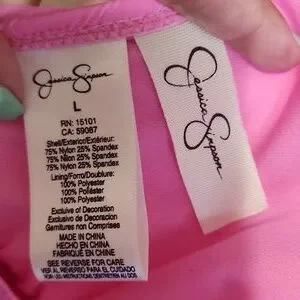 Jessica Simpson
L
RN: 15101
CA: 59087
Shell/Exterior/Extérieur:
75% Nylon 25% Spandex
75% Nilon 25% Spandex
75% Nylon 25% Spandex
Lining/Forro/Doublure:
100% Polyester
100% Poliester
100% Polyester
Exclusive of Decoration
Exclusivo de Decoracion
Garnitures Non Comprises
MADE IN CHINA
HECHO EN CHINA
FABRIQUÉ EN CHINE
SEE REVERSE FOR CARE
VER AL REVERSO PARA EL CUIDADO
Jessica
Simpson